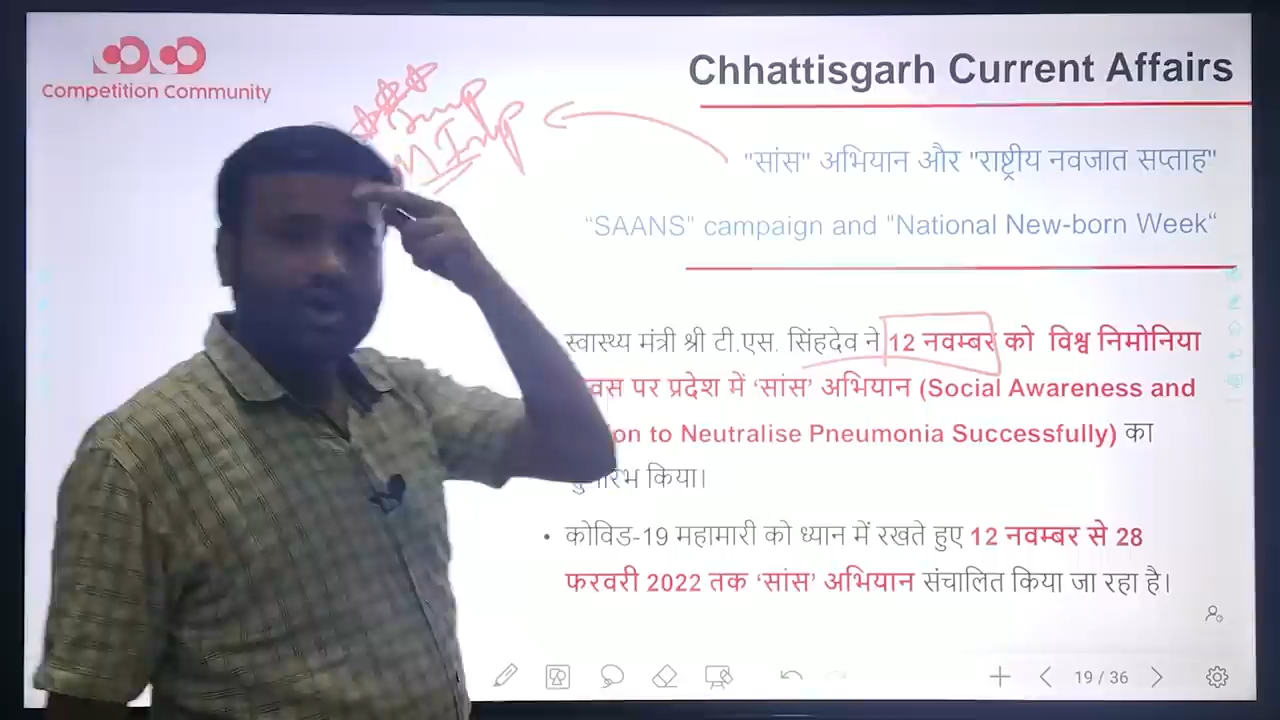 Competition Community
Chhattisgarh Current Affairs
Imp
M Imp
"सांस" अभियान और "राष्ट्रीय नवजात सप्ताह"
“SAANS" campaign and "National New-born Week“
स्वास्थ्य मंत्री श्री टी.एस. सिंहदेव ने 12 नवम्बर को विश्व निमोनिया
पर प्रदेश में ‘सांस’ अभियान (Social Awareness and
to Neutralise Pneumonia Successfully) का
किया।
• कोविड-19 महामारी को ध्यान में रखते हुए 12 नवम्बर से 28
फरवरी 2022 तक ‘सांस’ अभियान संचालित किया जा रहा है।
19 / 36